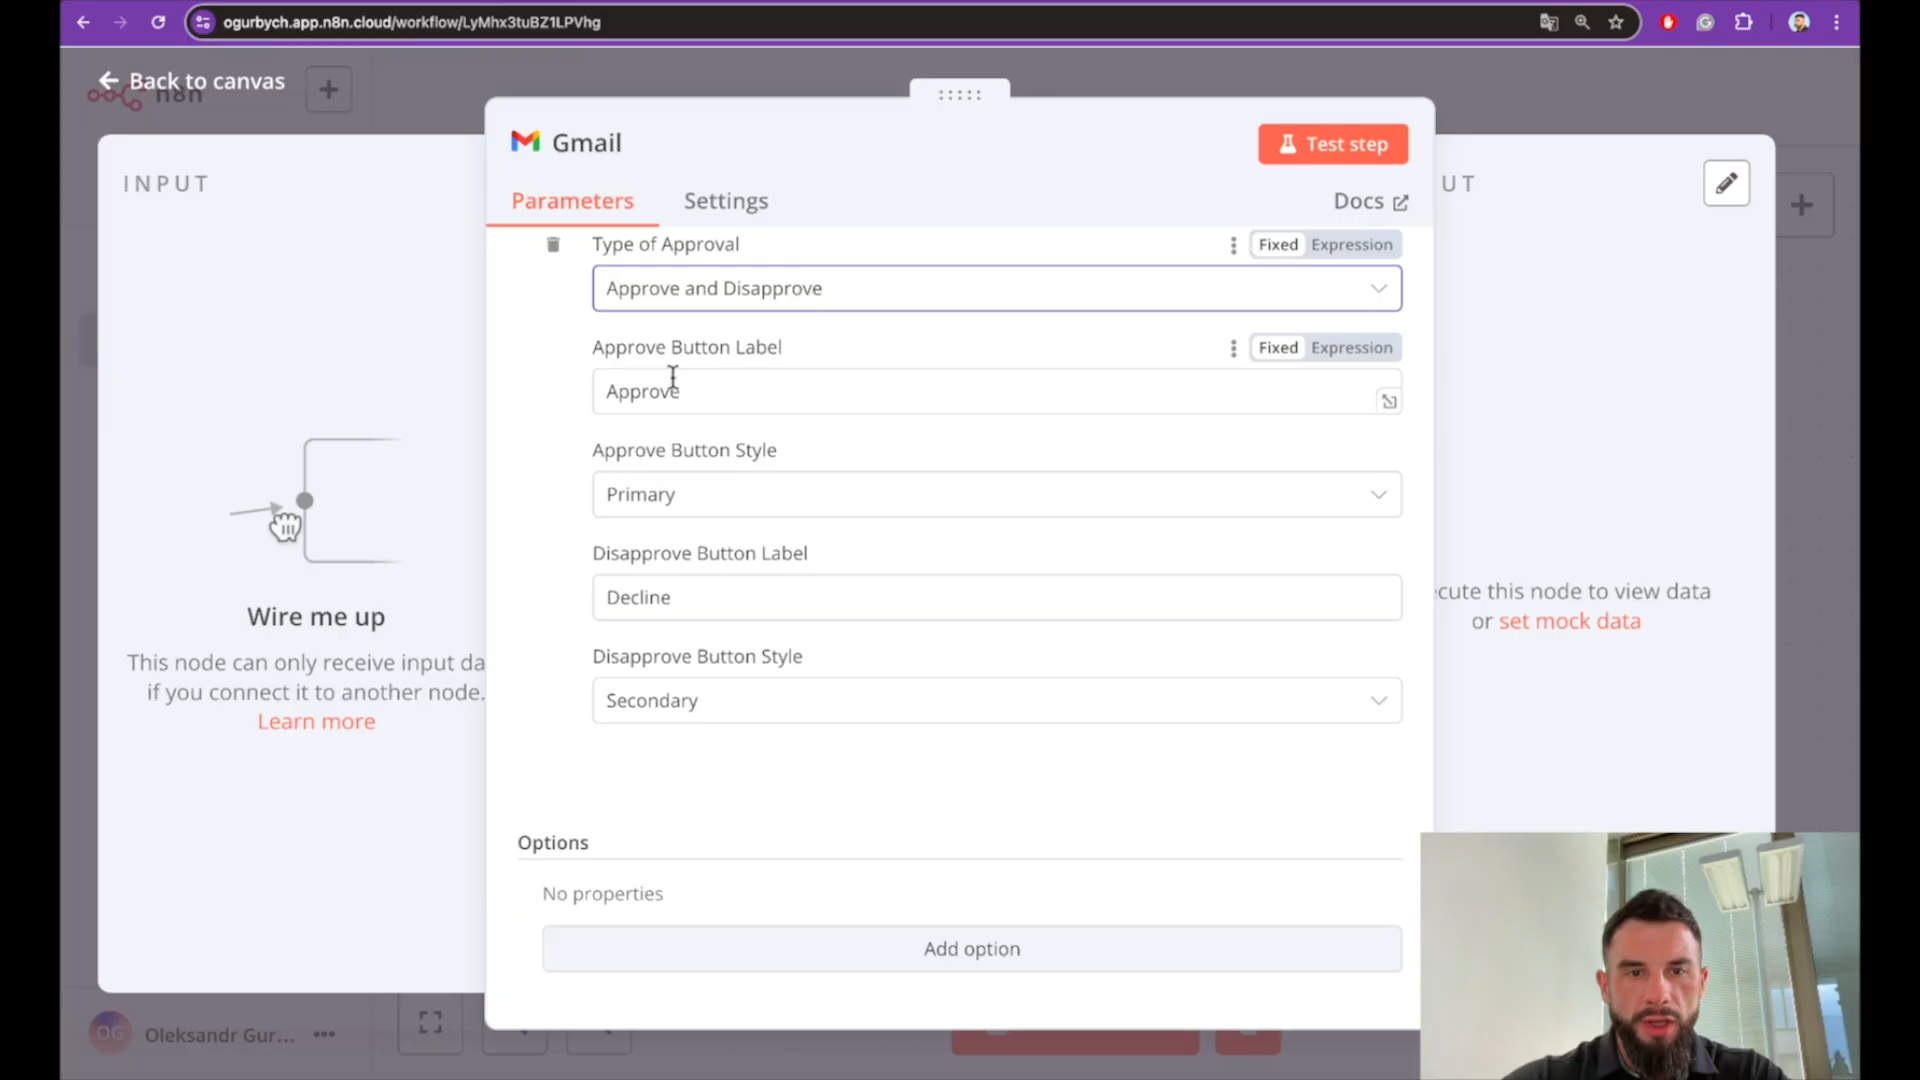 ogurbych.app.n8n.cloud/workflow/LyMhx3tuBZ1LPVhg
Back to canvas
n8n
INPUT
Wire me up
This node can only receive input da
if you connect it to another node.
Learn more
Gmail
Test step
Parameters
Settings
Docs
Type of Approval
Fixed
Expression
Approve and Disapprove
Approve Button Label
Fixed
Expression
Approve
Approve Button Style
Primary
Disapprove Button Label
Decline
Disapprove Button Style
Secondary
Options
No properties
Add option
UT
cute this node to view data
or set mock data
OG
Oleksandr Gur...